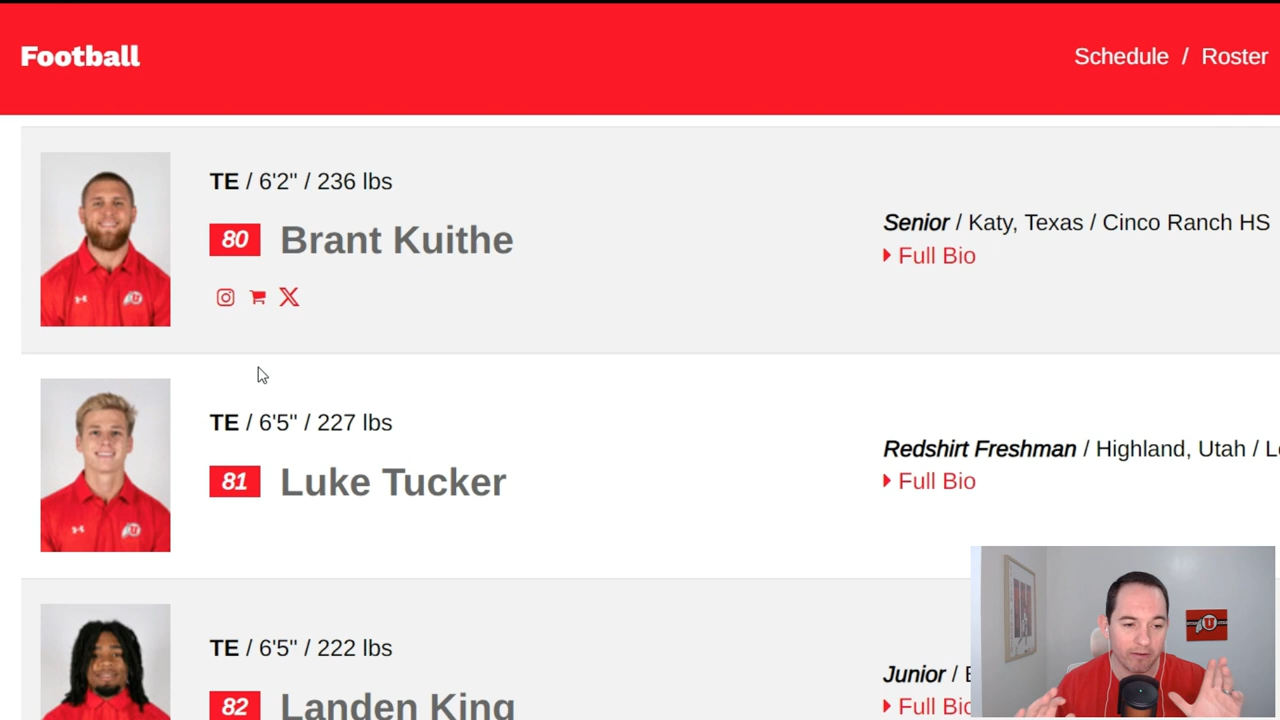 Football
Schedule / Roster
TE / 6'2" / 236 lbs
80 Brant Kuithe
Senior / Katy, Texas / Cinco Ranch HS
Full Bio
TE / 6'5" / 227 lbs
81 Luke Tucker
Redshirt Freshman / Highland, Utah /
Full Bio
TE / 6'5" / 222 lbs
82 Landen King
Junior /
Full